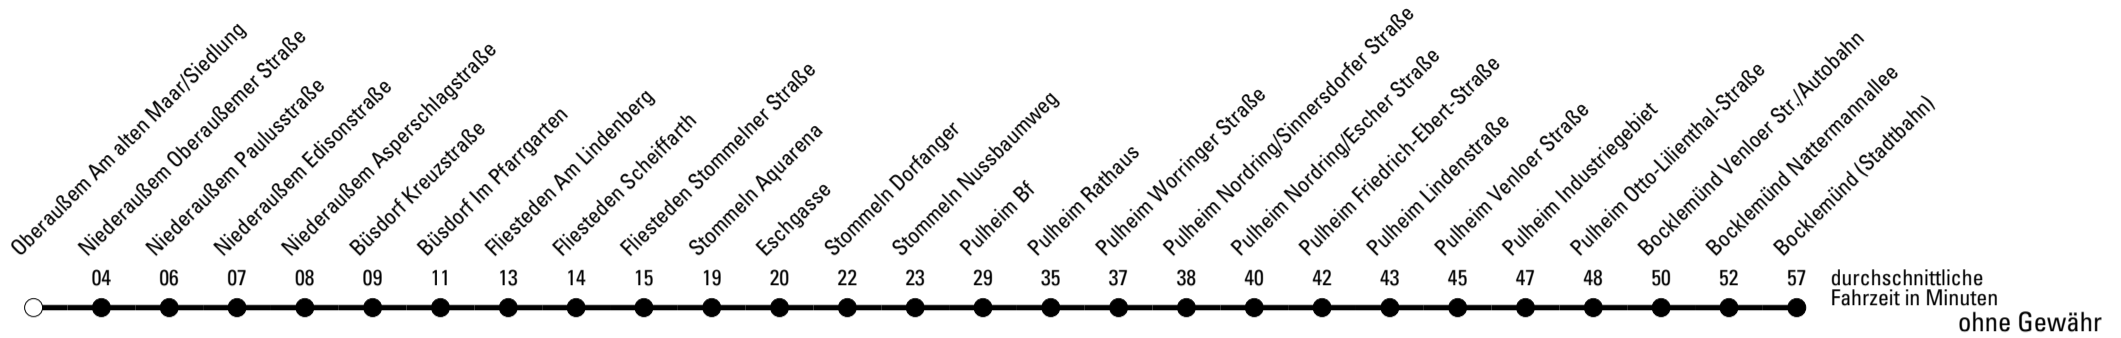 Oberaußem Am alten Maar/Siedlung
Niederaußem Oberaußemer Straße
Niederaußem Paulusstraße
Niederaußem Edisonstraße
Niederaußem Asperschlagstraße
Büsdorf Kreuzstraße
Büsdorf Im Pfarrgarten
Fliesteden Am Lindenberg
Fliesteden Scheiffarth
Fliesteden Stommelner Straße
Stommeln Aquarena
Eschgasse
Stommeln Dorfanger
Stommeln Nussbaumweg
Pulheim Bf
Pulheim Rathaus
Pulheim Worringer Straße
Pulheim Nordring/Sinnersdorfer Straße
Pulheim Nordring/Escher Straße
Pulheim Friedrich-Ebert-Straße
Pulheim Lindenstraße
Pulheim Venloer Straße
Pulheim Industriegebiet
Pulheim Otto-Lilienthal-Straße
Bocklemünd Venloer Str./Autobahn
Bocklemünd Nattermannallee
Bocklemünd (Stadtbahn)
04 06 07 08 09 11 13 14 15 19 20 22 23 29 35 37 38 40 42 43 45 47 48 50 52 57 durchschnittliche
Fahrzeit in Minuten
ohne Gewähr